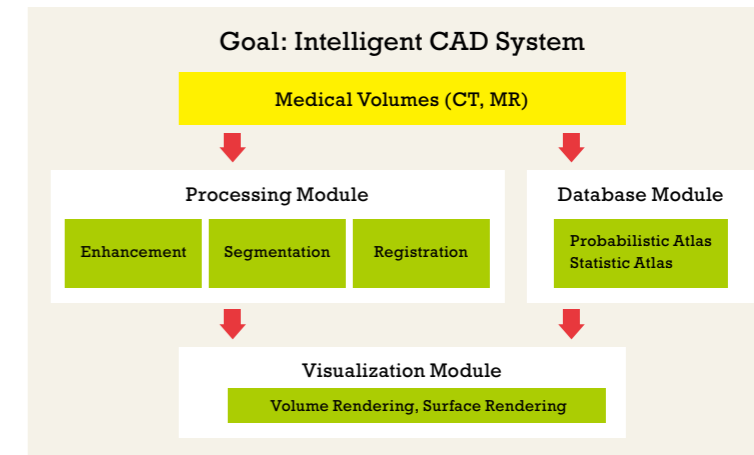 Goal: Intelligent CAD System
Medical Volumes (CT, MR)
Processing Module
Enhancement
Segmentation
Registration
Database Module
Probabilistic Atlas
Statistic Atlas
Visualization Module
Volume Rendering, Surface Rendering